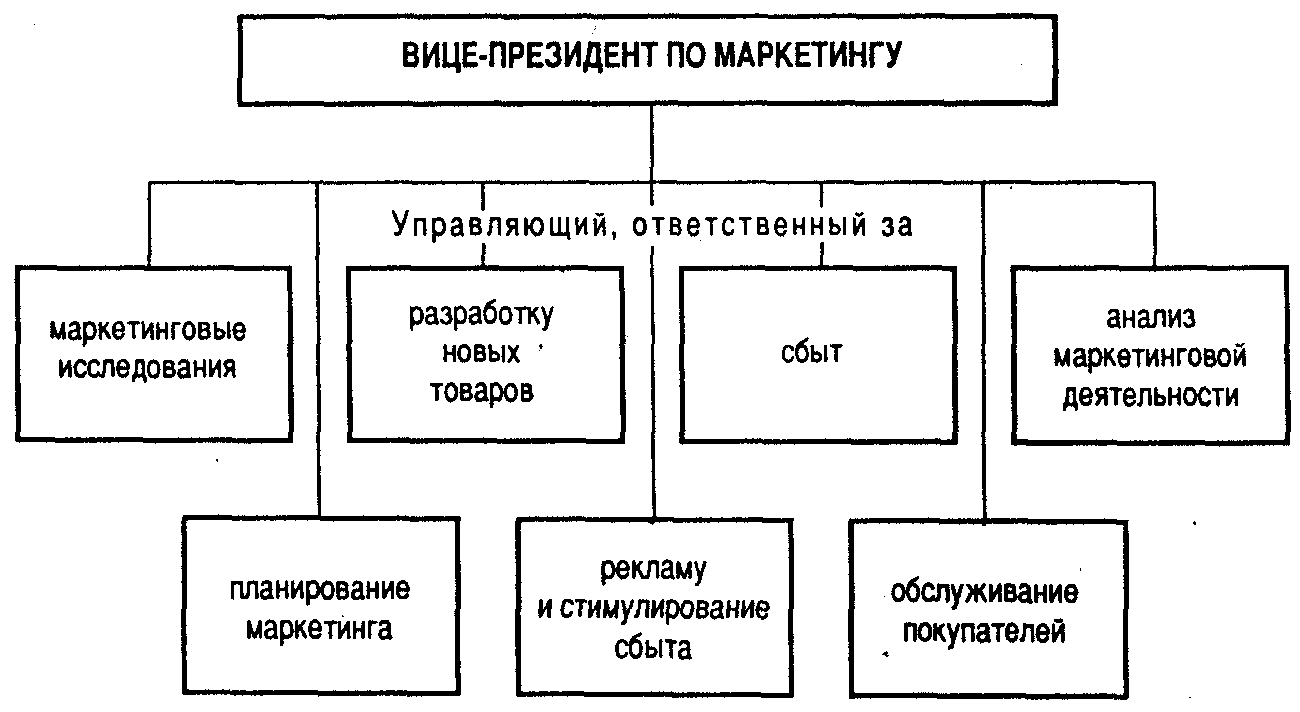 ВИЦЕ-ПРЕЗИДЕНТ ПО МАРКЕТИНГУ
Управляющий, ответственный за
маркетинговые
исследования
разработку
новых
товаров
сбыт
анализ
маркетинговой
деятельности
планирование
маркетинга
рекламу
и стимулирование
сбыта
обслуживание
покупателей